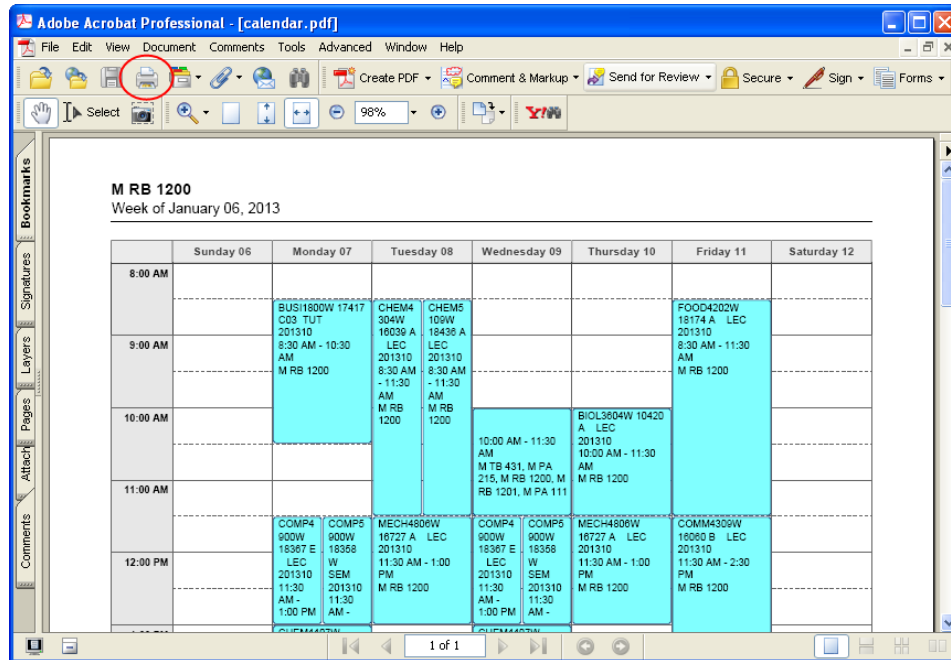 Adobe Acrobat Professional - [calendar.pdf]
File Edit View Document Comments Tools Advanced Window Help
Create PDF Comment & Markup Send for Review Secure Sign Forms
Select 98% Y!
Bookmarks
Signatures
Layers
Pages
Attach
Comments
M RB 1200
Week of January 06, 2013
Sunday 06 Monday 07 Tuesday 08 Wednesday 09 Thursday 10 Friday 11 Saturday 12
8:00 AM
9:00 AM
10:00 AM
11:00 AM
12:00 PM
BUSI1800W 17417
C03 TUT
201310
8:30 AM - 10:30
AM
M RB 1200
CHEM4
304W
16039 A
LEC
201310
8:30 AM
- 11:30
AM
M RB
1200
CHEM5
109W
18436 A
LEC
201310
8:30 AM
- 11:30
AM
M RB
1200
10:00 AM - 11:30
AM
M TB 431, M PA
215, M RB 1200, M
RB 1201, M PA 111
BIOL3604W 10420
A LEC
201310
10:00 AM - 11:30
AM
M RB 1200
FOOD4202W
18174 A LEC
201310
8:30 AM - 11:30
AM
M RB 1200
COMP4
900W
18367 E
LEC
201310
11:30
AM -
1:00 PM
COMP5
900W
18358
W
SEM
201310
11:30
AM -
MECH4806W
16727 A LEC
201310
11:30 AM - 1:00
PM
M RB 1200
COMP4
900W
18367 E
LEC
201310
11:30
AM -
1:00 PM
COMP5
900W
18358
W
SEM
201310
11:30
AM -
MECH4806W
16727 A LEC
201310
11:30 AM - 1:00
PM
M RB 1200
COMM4309W
16060 B LEC
201310
11:30 AM - 2:30
PM
M RB 1200
1 of 1